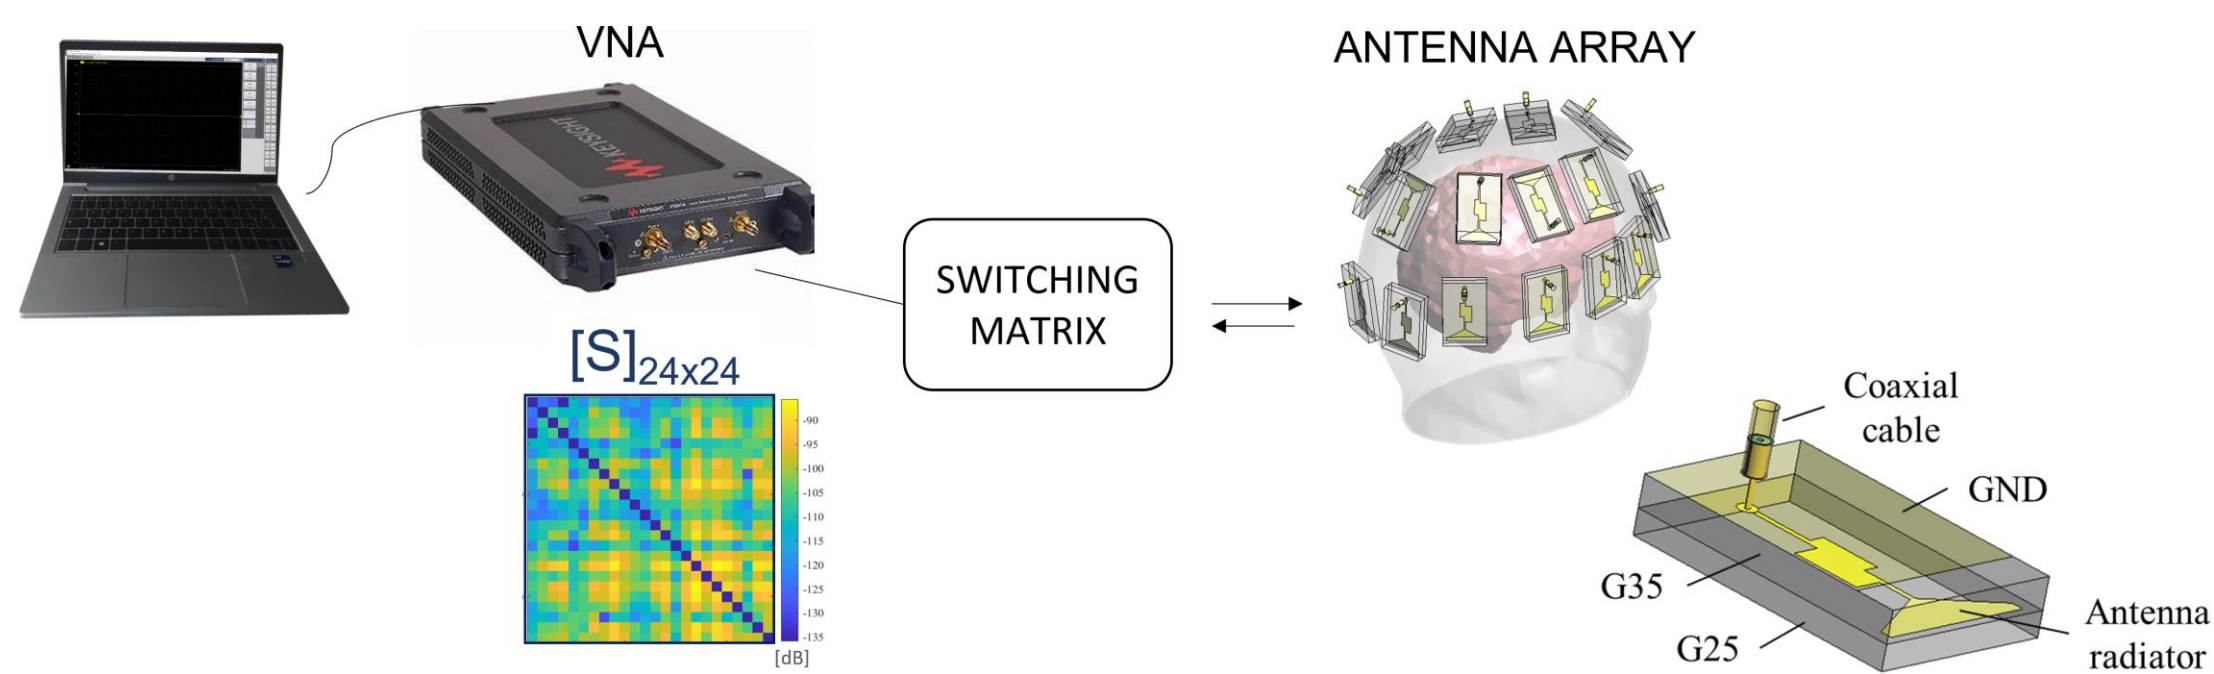 VNA
ANTENNA ARRAY
KEYSIGHT
KEYSIGHT
SWITCHING
MATRIX
[S]24x24
-90
-95
-100
-105
-110
-115
-120
-125
-130
-135
[dB]
Coaxial
cable
GND
G35
G25
Antenna
radiator